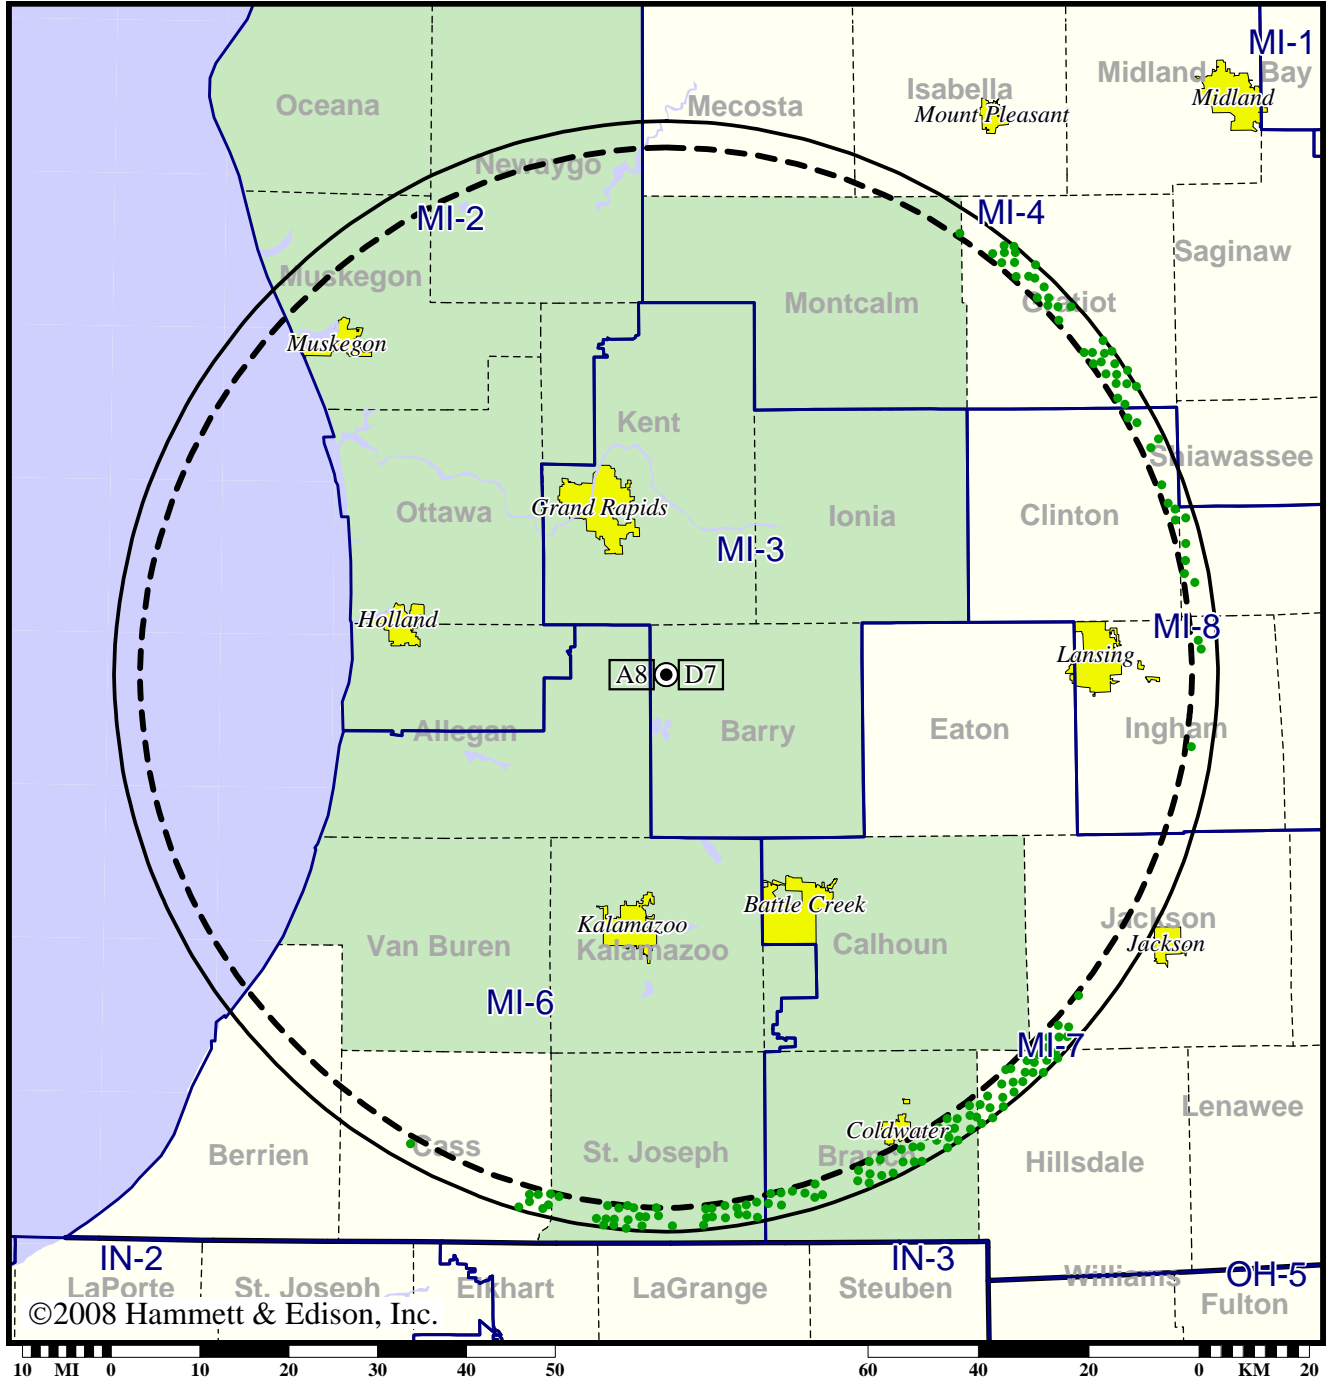 MI-1
Midland
Bay
Isabella
Midland
Oceana
Mecosta
Mount Pleasant
Newaygo
MI-2
MI-4
Saginaw
Muskegon
Montcalm
Gratiot
Muskegon
Kent
Shiawassee
Grand Rapids
Ottawa
Ionia
Clinton
MI-3
Holland
MI-8
Lansing
A8
D7
Allegan
Barry
Eaton
Ingham
Battle Creek
Kalamazoo
Jackson
Van Buren
Kalamazoo
Calhoun
Jackson
MI-6
MI-7
Lenawee
Coldwater
Berrien
Cass
St. Joseph
Branch
Hillsdale
IN-2
IN-3
OH-5
LaPorte
St. Joseph
Elkhart
LaGrange
Steuben
Williams
Fulton
©2008 Hammett & Edison, Inc.
10 MI 0 10 20 30 40 50 60 40 20 0 KM 20